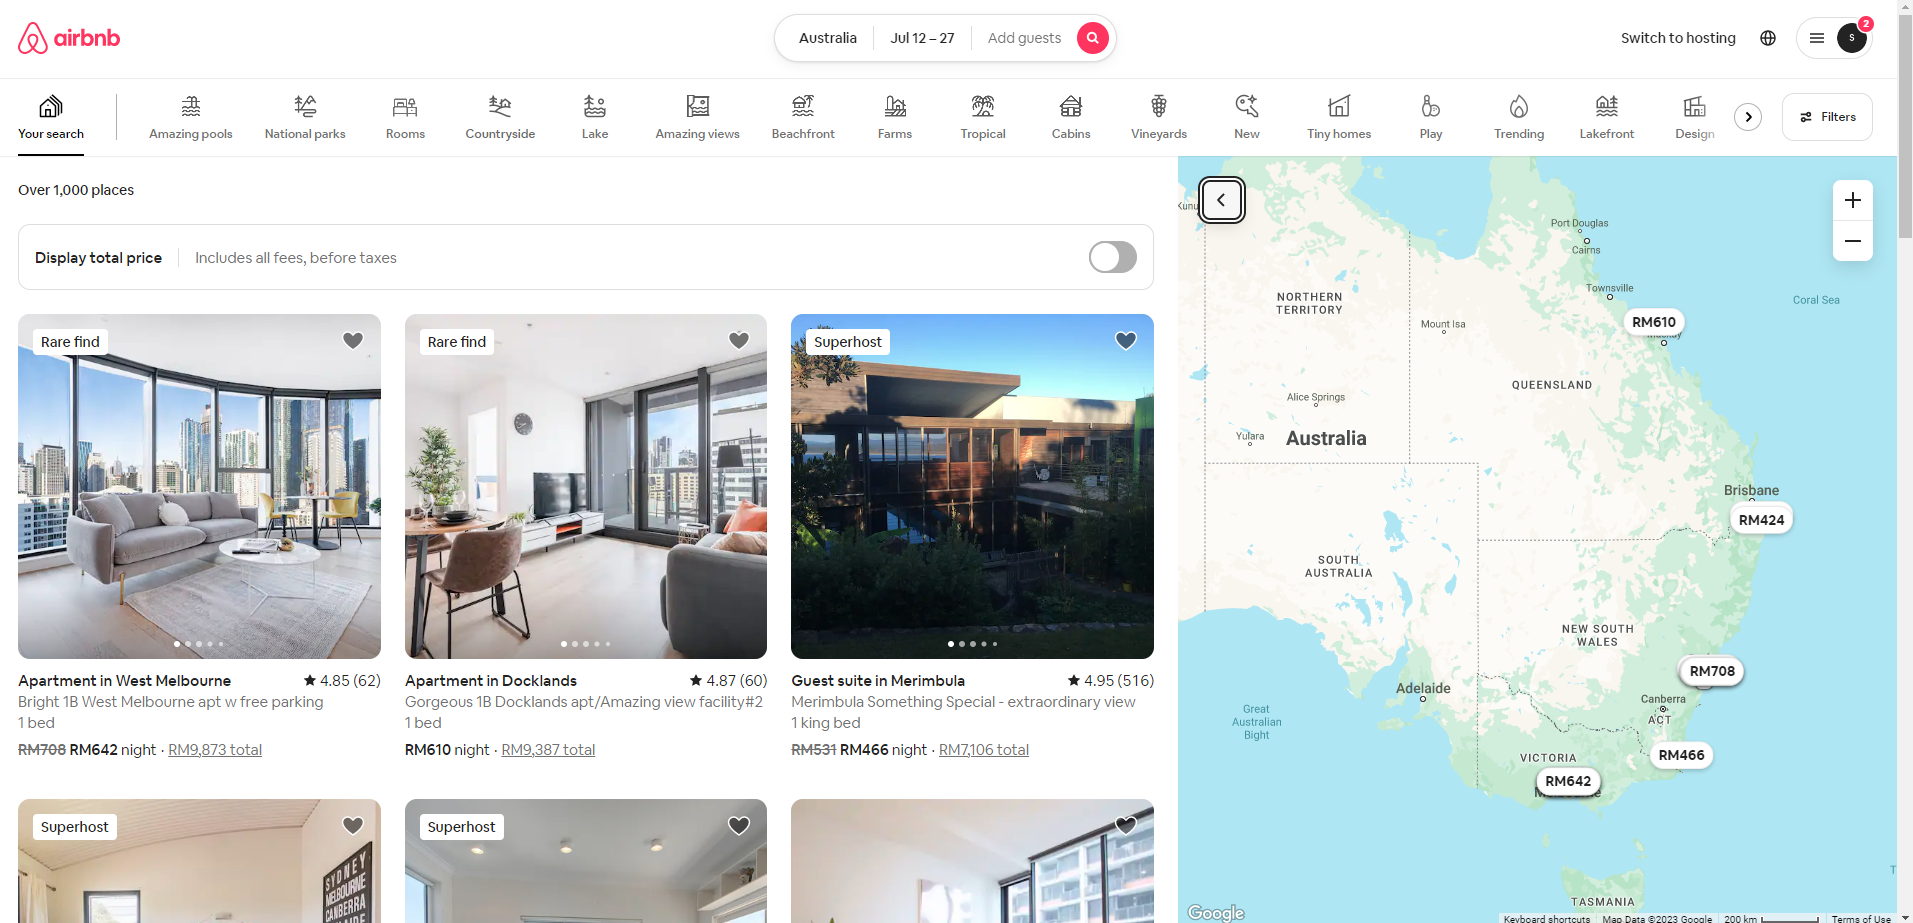 airbnb
Australia
Jul 12 – 27
Add guests
Switch to hosting
S
2
Your search
Amazing pools
National parks
Rooms
Countryside
Lake
Amazing views
Beachfront
Farms
Tropical
Cabins
Vineyards
New
Tiny homes
Play
Trending
Lakefront
Design
Filters
Over 1,000 places
Display total price
Includes all fees, before taxes
Rare find
Apartment in West Melbourne
4.85 (62)
Bright 1B West Melbourne apt w free parking
1 bed
RM708 RM642 night · RM9,873 total
Rare find
Apartment in Docklands
4.87 (60)
Gorgeous 1B Docklands apt/Amazing view facility#2
1 bed
RM610 night · RM9,387 total
Superhost
Guest suite in Merimbula
4.95 (516)
Merimbula Something Special - extraordinary view
1 king bed
RM531 RM466 night · RM7,106 total
Superhost
SYDNEY
MELBOURNE
CANBERRA
Superhost
Port Douglas
Cairns
Townsville
Coral Sea
NORTHERN
TERRITORY
RM610
Mount Isa
QUEENSLAND
Alice Springs
Yulara
Australia
Brisbane
RM424
SOUTH
AUSTRALIA
NEW SOUTH
WALES
RM708
Adelaide
Canberra
ACT
Great
Australian
Bight
VICTORIA
RM466
RM642
TASMANIA
Google
Keyboard shortcuts
Map Data ©2023 Google
200 km
Terms of Use